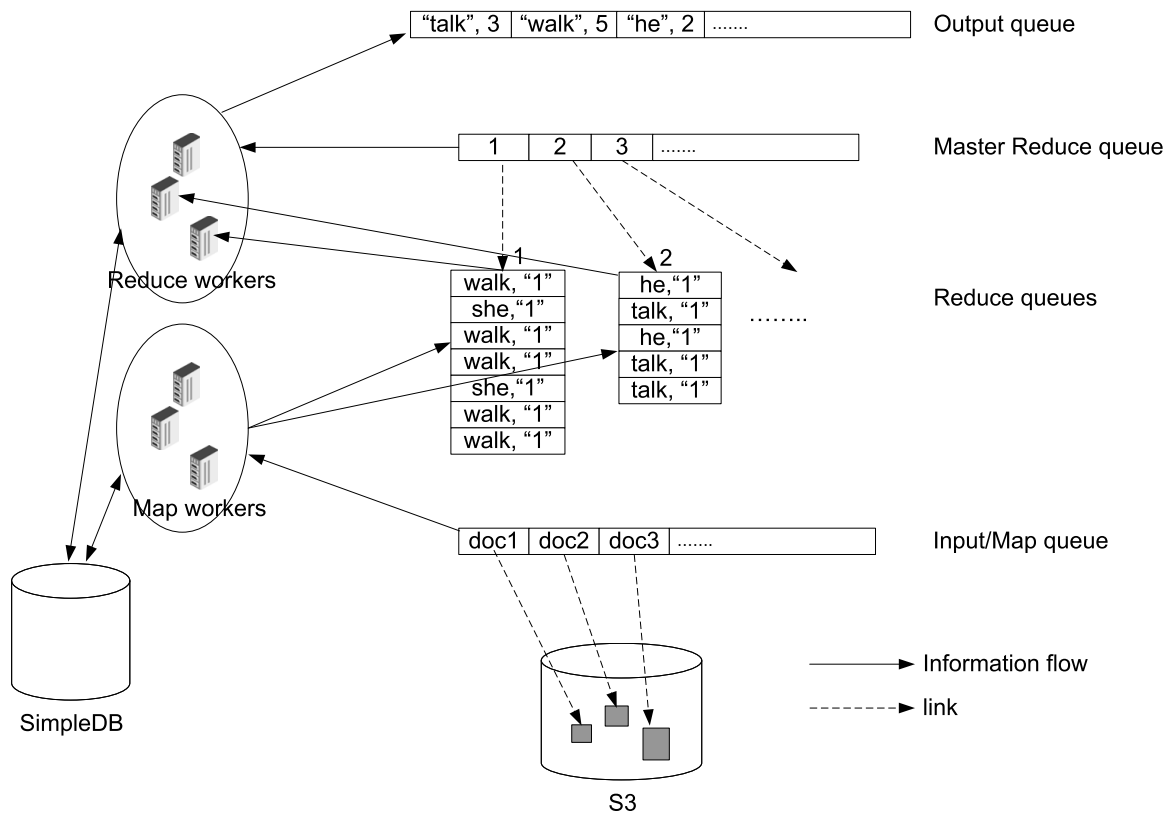 “talk”, 3 “walk”, 5 “he”, 2 ....... Output queue
1 2 3 ....... Master Reduce queue
1 2
Reduce workers
walk, “1”
she,“1”
walk, “1”
walk, “1”
she,“1”
walk, “1”
walk, “1”
he,“1”
talk, “1”
he,“1”
talk, “1”
talk, “1”
........
Reduce queues
Map workers
doc1 doc2 doc3 ....... Input/Map queue
SimpleDB
Information flow
link
S3